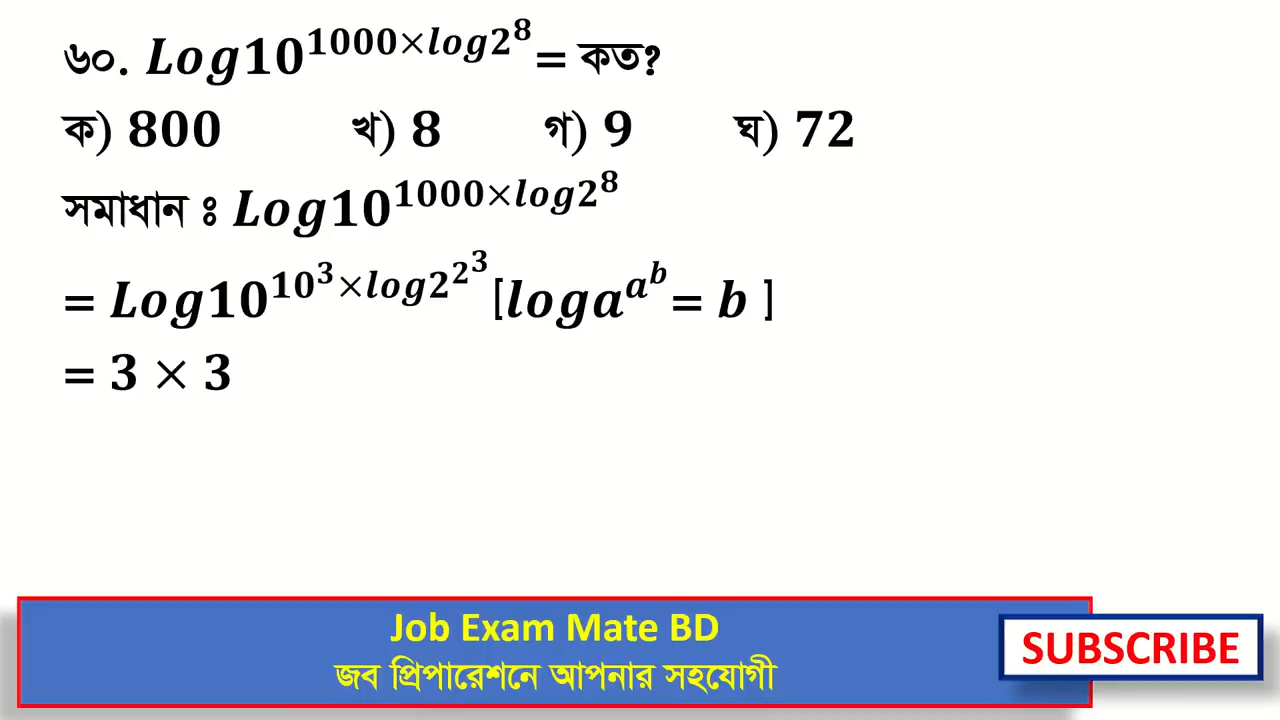 ৬০. Log10^{1000×log2^{8}} = কত?
ক) 800 খ) 8 গ) 9 ঘ) 72
সমাধান ঃ Log10^{1000×log2^{8}}
= Log10^{10^{3}×log2^{2^{3}}} [loga^{a^{b}} = b ]
= 3 × 3
Job Exam Mate BD
জব প্রিপারেশনে আপনার সহযোগী
SUBSCRIBE